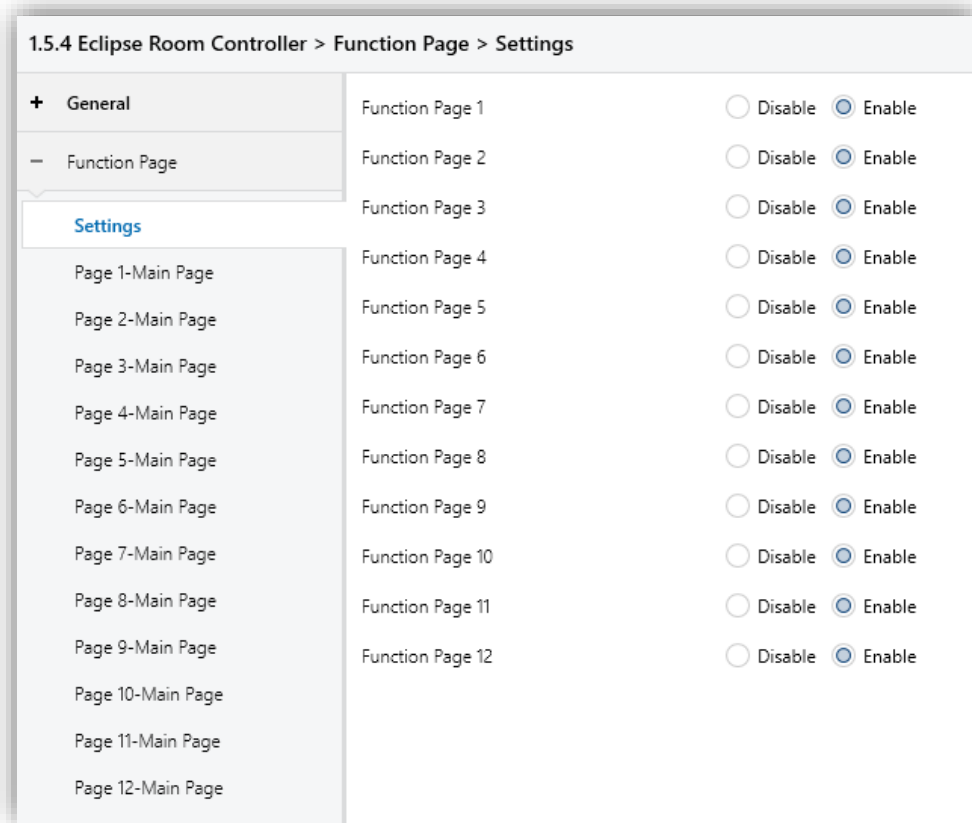 1.5.4 Eclipse Room Controller > Function Page > Settings
+ General
− Function Page
Settings
Page 1-Main Page
Page 2-Main Page
Page 3-Main Page
Page 4-Main Page
Page 5-Main Page
Page 6-Main Page
Page 7-Main Page
Page 8-Main Page
Page 9-Main Page
Page 10-Main Page
Page 11-Main Page
Page 12-Main Page
Function Page 1 Disable Enable
Function Page 2 Disable Enable
Function Page 3 Disable Enable
Function Page 4 Disable Enable
Function Page 5 Disable Enable
Function Page 6 Disable Enable
Function Page 7 Disable Enable
Function Page 8 Disable Enable
Function Page 9 Disable Enable
Function Page 10 Disable Enable
Function Page 11 Disable Enable
Function Page 12 Disable Enable